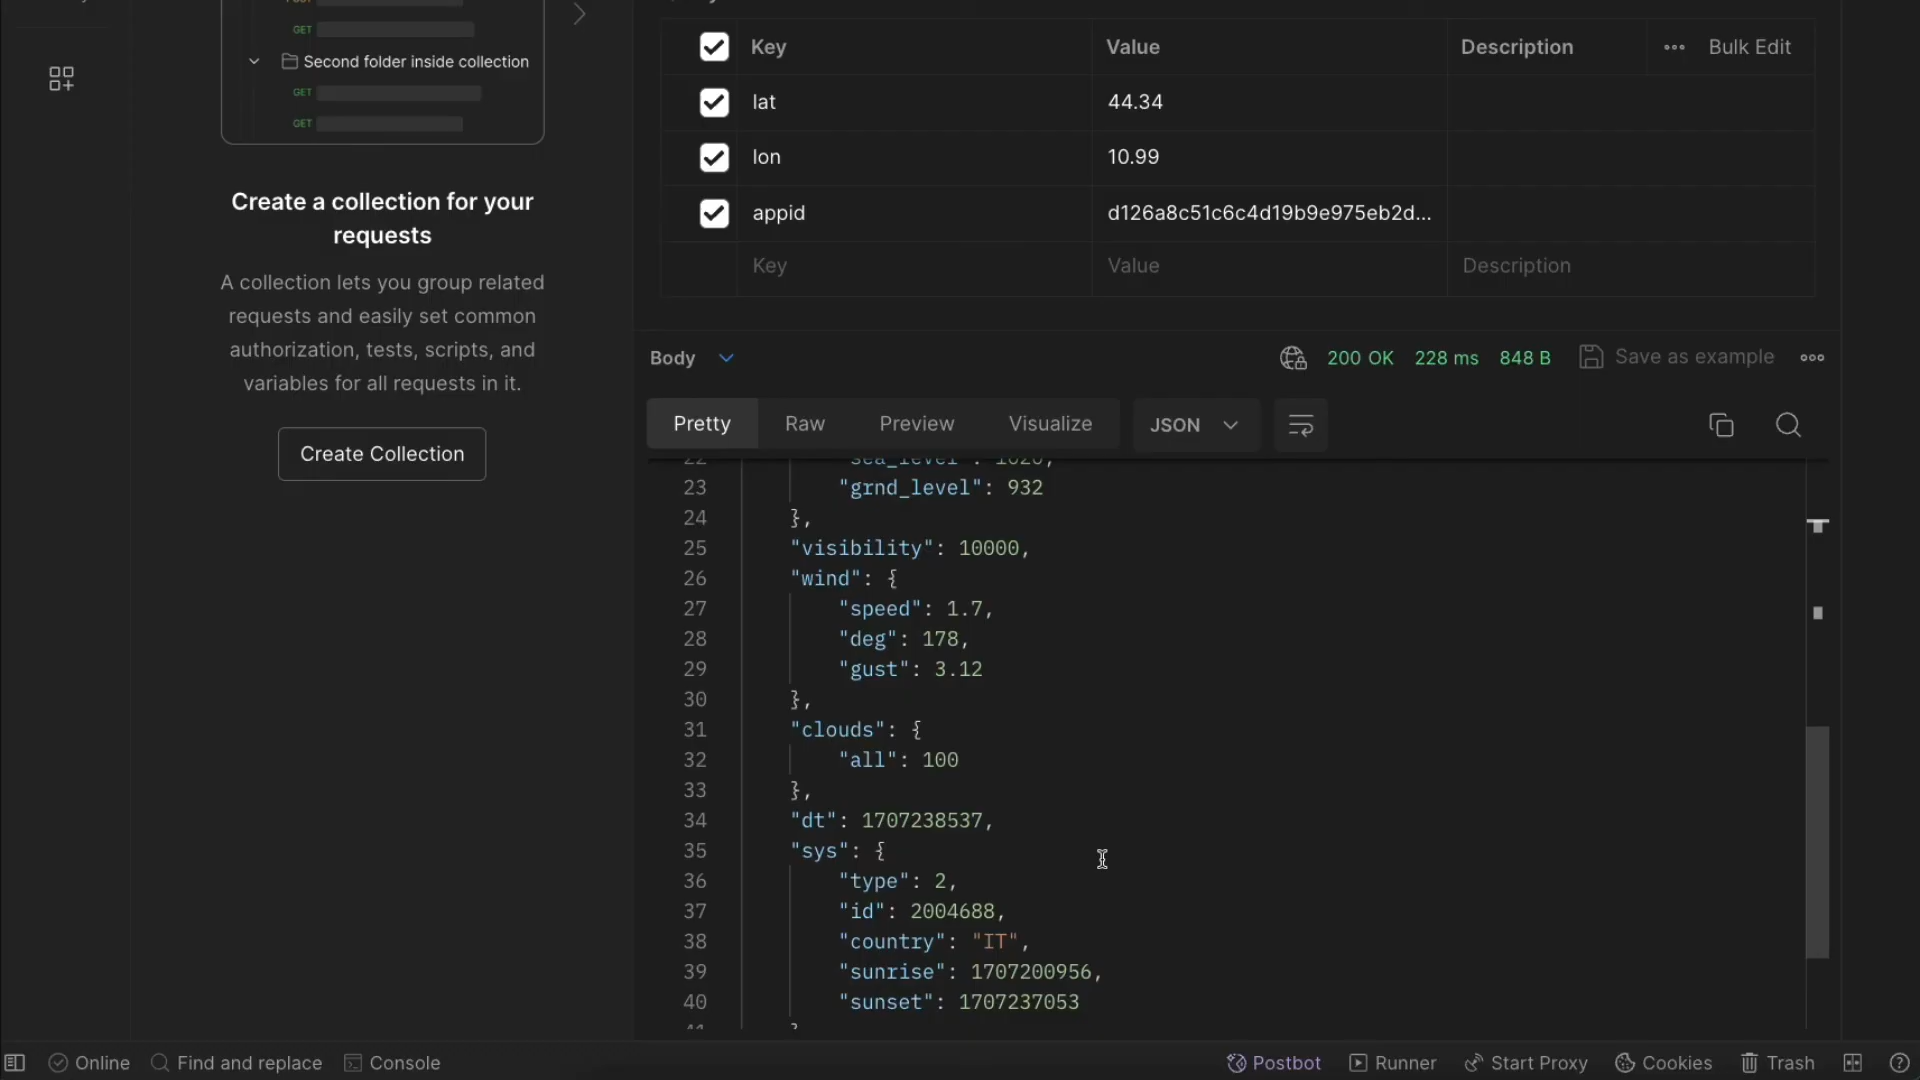 GET
Second folder inside collection
GET
GET
Create a collection for your
requests
A collection lets you group related
requests and easily set common
authorization, tests, scripts, and
variables for all requests in it.
Create Collection
Key Value Description Bulk Edit
lat 44.34
lon 10.99
appid d126a8c51c6c4d19b9e975eb2d...
Key Value Description
Body 200 OK 228 ms 848 B Save as example
Pretty Raw Preview Visualize JSON
23 "grnd_level": 932
24 },
25 "visibility": 10000,
26 "wind": {
27 "speed": 1.7,
28 "deg": 178,
29 "gust": 3.12
30 },
31 "clouds": {
32 "all": 100
33 },
34 "dt": 1707238537,
35 "sys": {
36 "type": 2,
37 "id": 2004688,
38 "country": "IT",
39 "sunrise": 1707200956,
40 "sunset": 1707237053
Online Find and replace Console Postbot Runner Start Proxy Cookies Trash